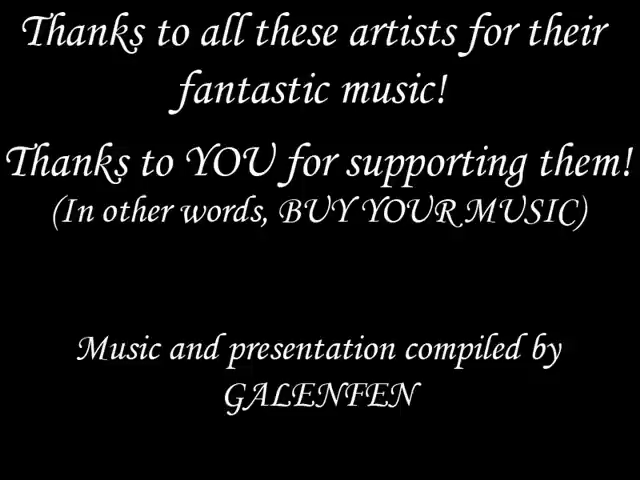 Thanks to all these artists for their
fantastic music!
Thanks to YOU for supporting them!
(In other words, BUY YOUR MUSIC)
Music and presentation compiled by
GALENFEN